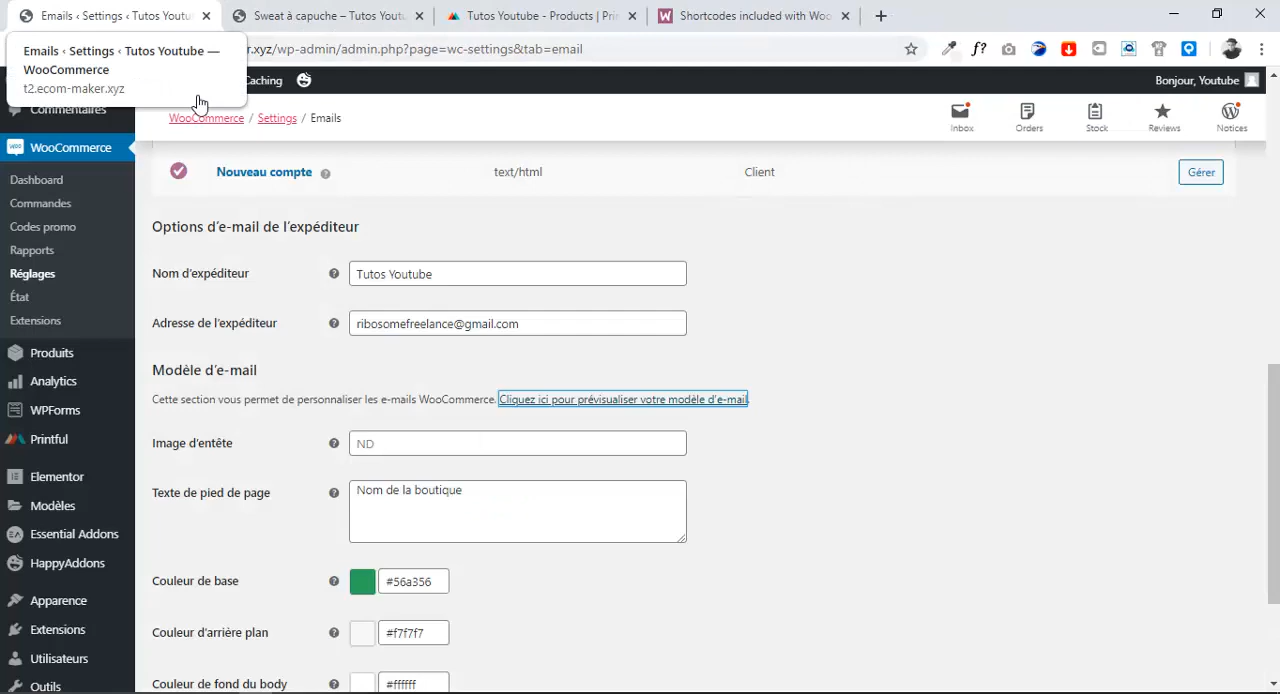 Emails ‹ Settings ‹ Tutos Youtu
Sweat à capuche – Tutos Youtu
Tutos Youtube - Products | Pri
Shortcodes included with Woo
Emails ‹ Settings ‹ Tutos Youtube —
WooCommerce
t2.ecom-maker.xyz
r.xyz/wp-admin/admin.php?page=wc-settings&tab=email
f?
Caching
Bonjour, Youtube
Commentaires
WooCommerce / Settings / Emails
Inbox
Orders
Stock
Reviews
Notices
WooCommerce
Dashboard
Commandes
Codes promo
Rapports
Réglages
État
Extensions
Produits
Analytics
WPForms
Printful
Elementor
Modèles
Essential Addons
HappyAddons
Apparence
Extensions
Utilisateurs
Outils
Nouveau compte
text/html
Client
Gérer
Options d'e-mail de l'expéditeur
Nom d'expéditeur
Tutos Youtube
Adresse de l'expéditeur
ribosomefreelance@gmail.com
Modèle d'e-mail
Cette section vous permet de personnaliser les e-mails WooCommerce. Cliquez ici pour prévisualiser votre modèle d'e-mail.
Image d'entête
ND
Texte de pied de page
Nom de la boutique
Couleur de base
#56a356
Couleur d'arrière plan
#f7f7f7
Couleur de fond du body
#ffffff